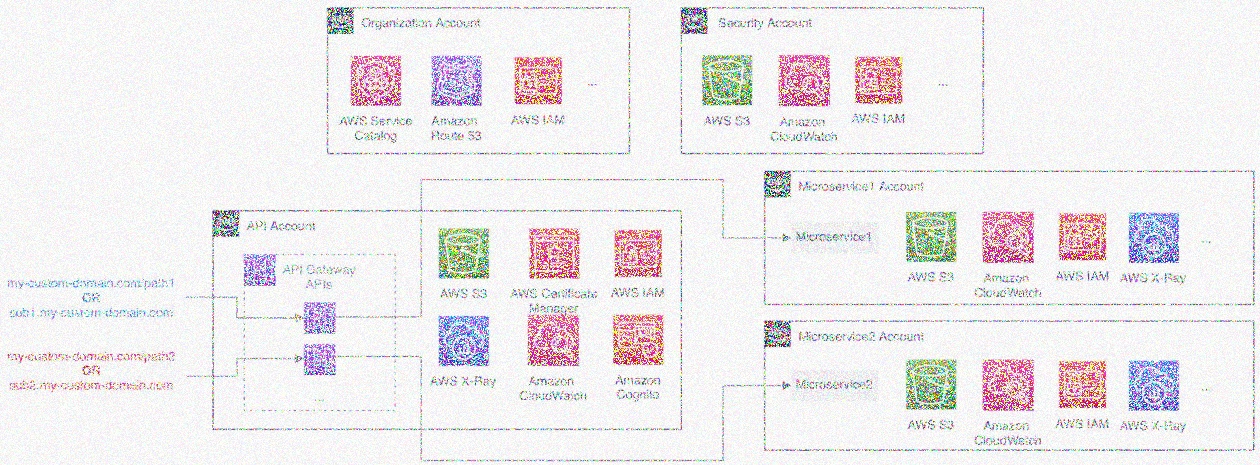 Organization Account
AWS Service
Catalog
Amazon
Route 53
AWS IAM
...
Security Account
AWS S3
Amazon
CloudWatch
AWS IAM
...
API Account
API Gateway
APIs
...
my-custom-domain.com/path1
OR
sub1.my-custom-domain.com
my-custom-domain.com/path2
OR
sub2.my-custom-domain.com
AWS S3
AWS Certificate
Manager
AWS IAM
AWS X-Ray
Amazon
CloudWatch
Amazon
Cognito
Microservice1 Account
Microservice1
AWS S3
Amazon
CloudWatch
AWS IAM
AWS X-Ray
...
Microservice2 Account
Microservice2
AWS S3
Amazon
CloudWatch
AWS IAM
AWS X-Ray
...